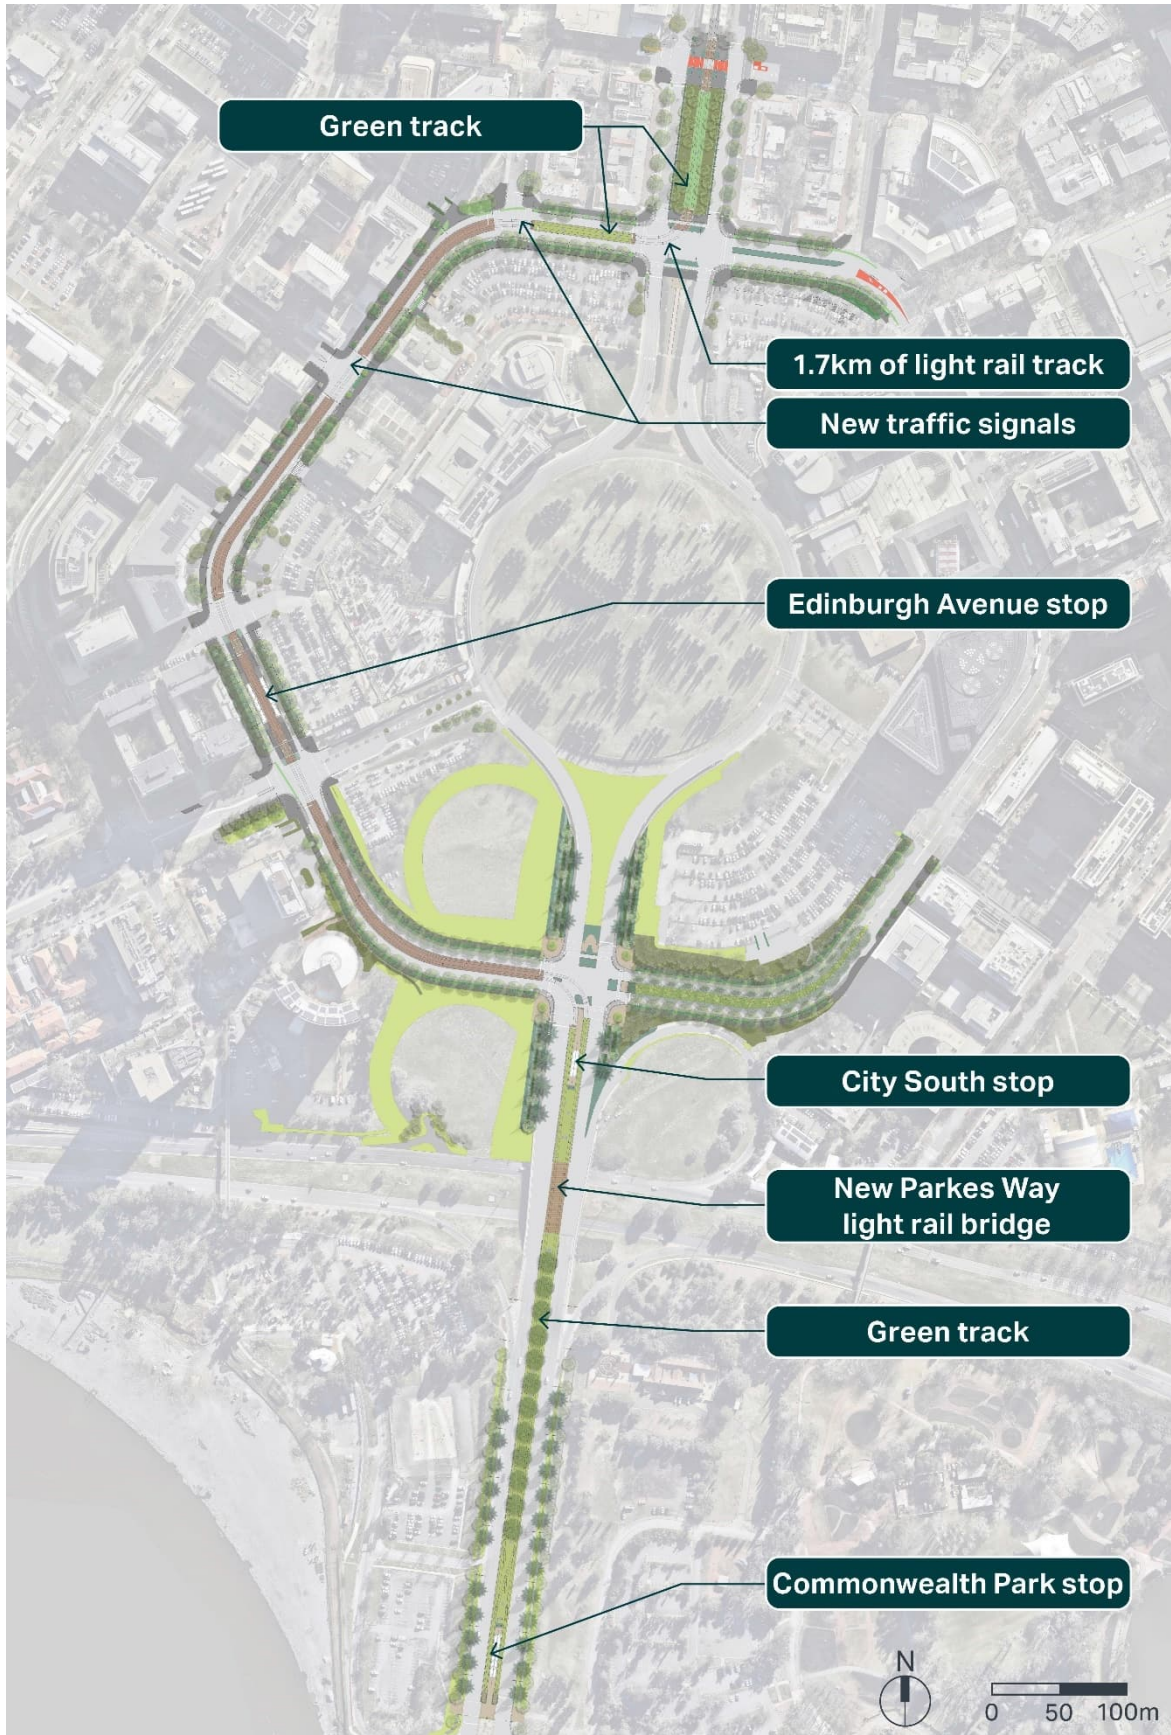 Green track
1.7km of light rail track
New traffic signals
Edinburgh Avenue stop
City South stop
New Parkes Way
light rail bridge
Green track
Commonwealth Park stop
N
0 50 100m